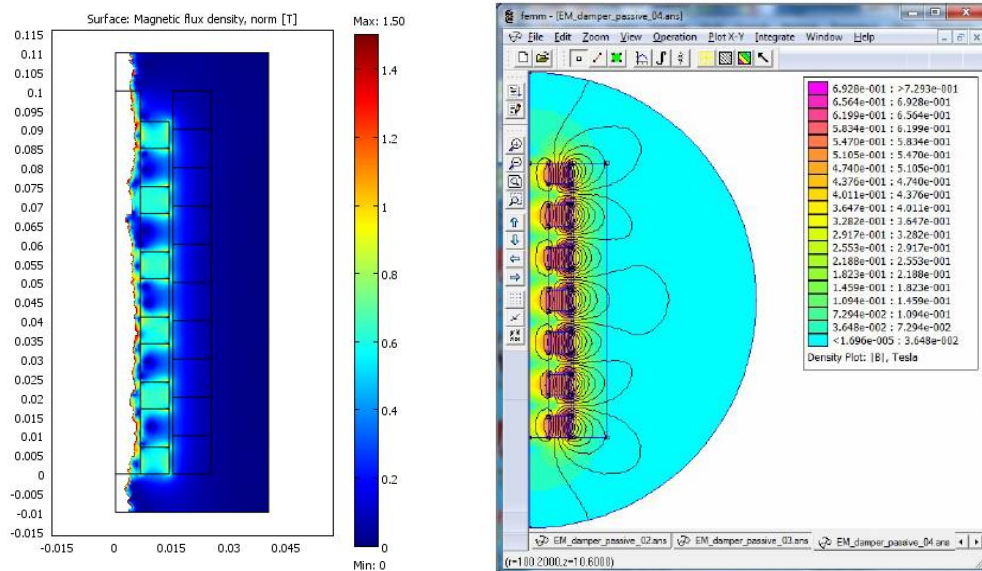 Surface: Magnetic flux density, norm [T]
Max: 1.50
0.115
0.11
0.105
0.1
0.095
0.09
0.085
0.08
0.075
0.07
0.065
0.06
0.055
0.05
0.045
0.04
0.035
0.03
0.025
0.02
0.015
0.01
0.005
0
-0.005
-0.01
-0.015
-0.015
0
0.015
0.03
0.045
1.4
1.2
1.0
0.8
0.6
0.4
0.2
0
Min: 0
femm - [EM_damper_passive_04.ans]
File Edit Zoom View Operation Plot X-Y Integrate Window Help
6.928e-001 : >7.293e-001
6.564e-001 : 6.928e-001
6.199e-001 : 6.564e-001
5.834e-001 : 6.199e-001
5.470e-001 : 5.834e-001
5.105e-001 : 5.470e-001
4.740e-001 : 5.105e-001
4.376e-001 : 4.740e-001
4.011e-001 : 4.376e-001
3.647e-001 : 4.011e-001
3.282e-001 : 3.647e-001
2.917e-001 : 3.282e-001
2.553e-001 : 2.917e-001
2.188e-001 : 2.553e-001
1.823e-001 : 2.188e-001
1.459e-001 : 1.823e-001
1.094e-001 : 1.459e-001
7.294e-002 : 1.094e-001
3.648e-002 : 7.294e-002
<1.696e-005 : 3.648e-002
Density Plot: |B|, Tesla
EM_damper_passive_02.ans
EM_damper_passive_03.ans
EM_damper_passive_04.ans
(r=100.2000,z=10.6000)